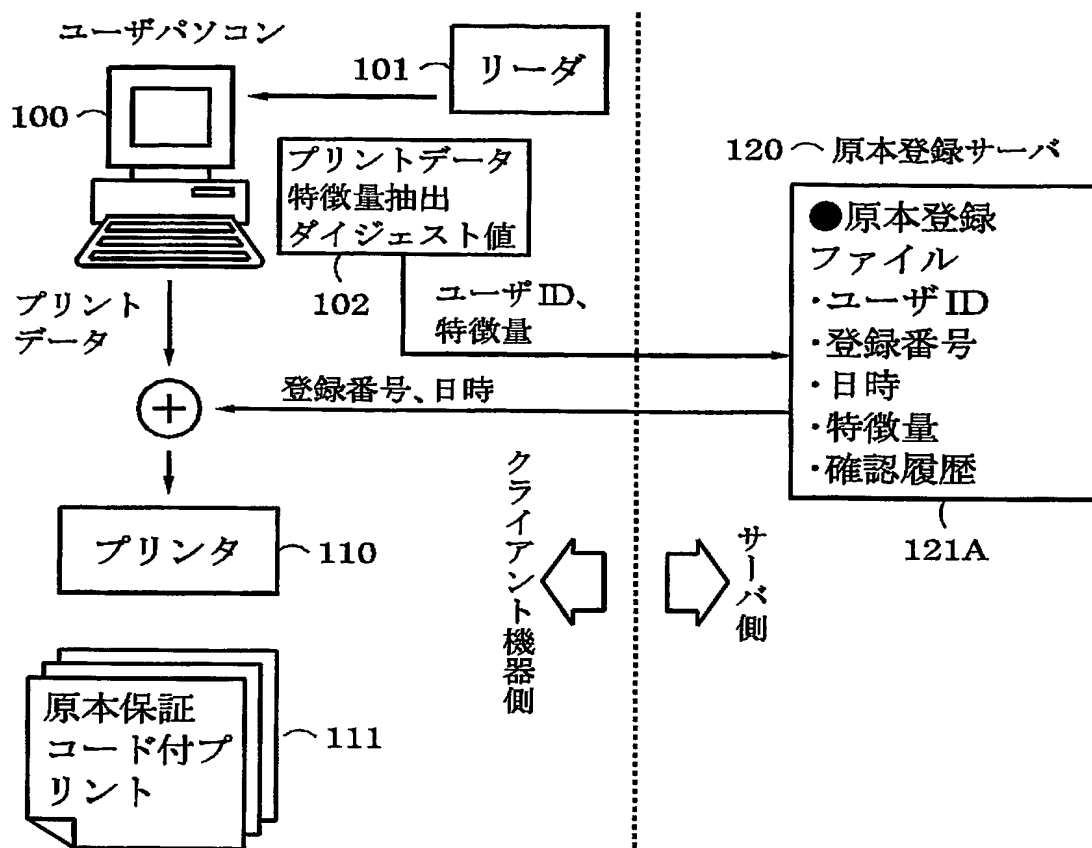 ユーザパソコン
101
リーダ
100
プリントデータ
特徴量抽出
ダイジェスト値
102
120
原本登録サーバ
●原本登録
ファイル
・ユーザID
・登録番号
・日時
・特徴量
・確認履歴
121A
プリント
データ
ユーザID、
特徴量
登録番号、日時
+
プリンタ
110
クライアント機器側
サーバ側
原本保証
コード付プ
リント
111